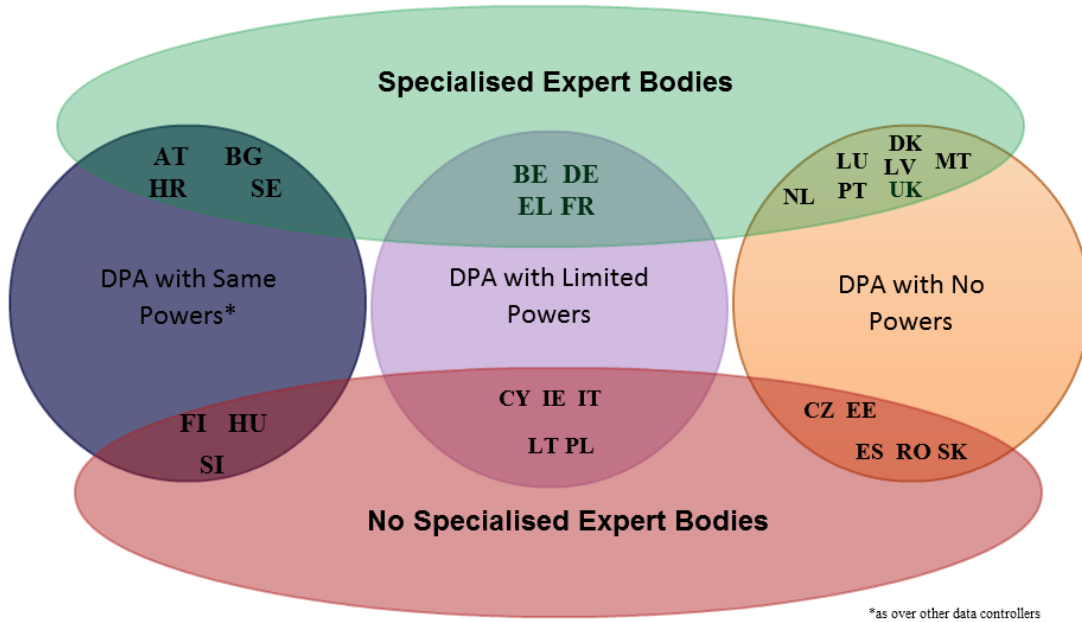 Specialised Expert Bodies
AT BG
HR SE
BE DE
EL FR
DK
LU LV MT
NL PT UK
DPA with Same
Powers*
DPA with Limited
Powers
DPA with No
Powers
FI HU
SI
CY IE IT
LT PL
CZ EE
ES RO SK
No Specialised Expert Bodies
*as over other data controllers